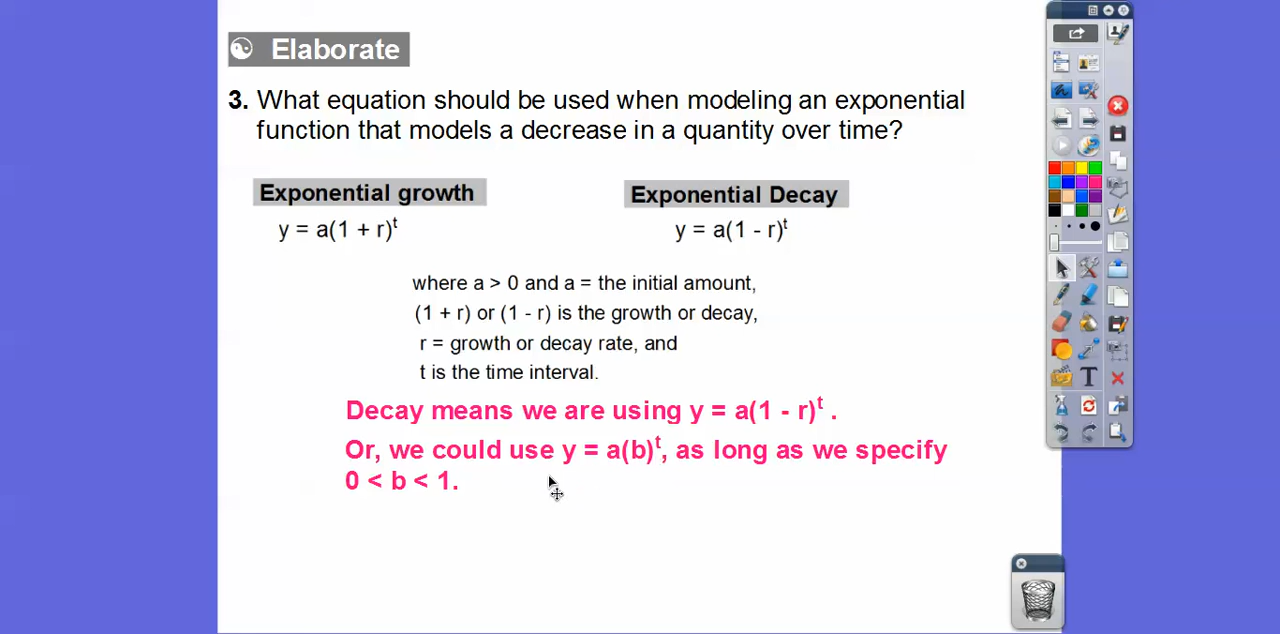 Elaborate
3. What equation should be used when modeling an exponential
function that models a decrease in a quantity over time?
Exponential growth
Exponential Decay
y = a(1 + r)^t
y = a(1 - r)^t
where a > 0 and a = the initial amount,
(1 + r) or (1 - r) is the growth or decay,
r = growth or decay rate, and
t is the time interval.
Decay means we are using y = a(1 - r)^t .
Or, we could use y = a(b)^t, as long as we specify
0 < b < 1.
T